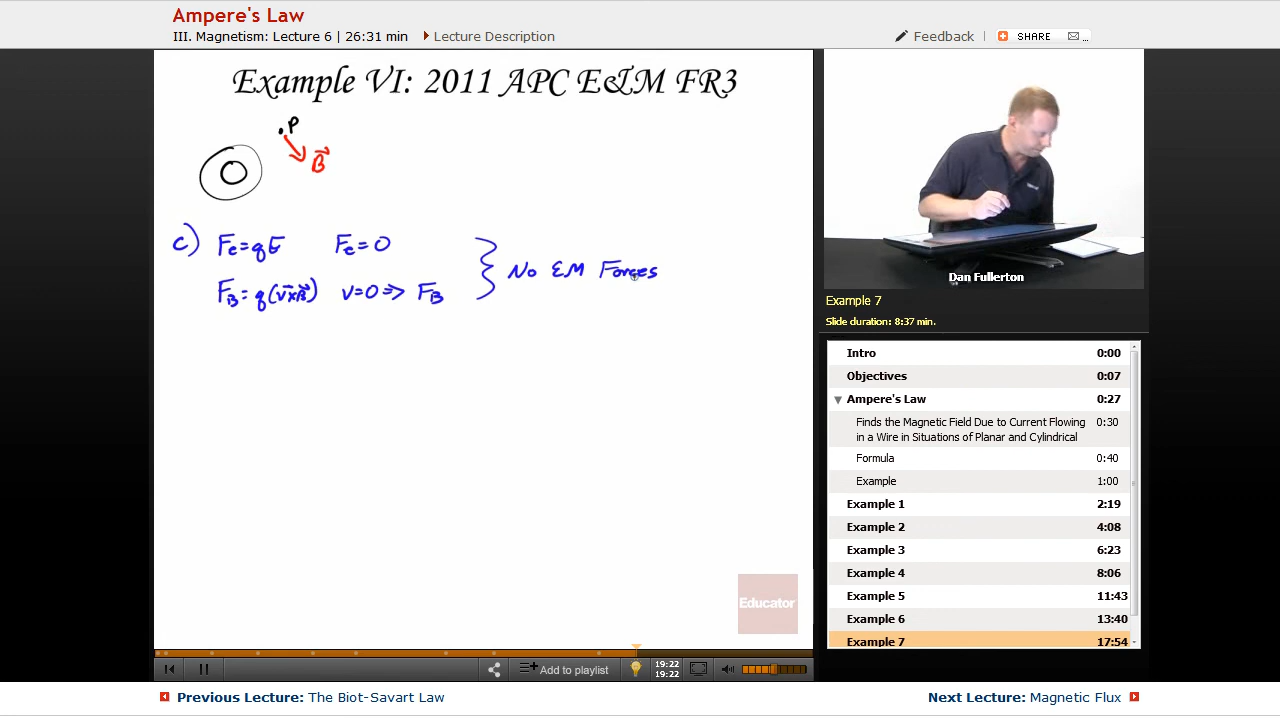 Ampere's Law
III. Magnetism: Lecture 6 | 26:31 min
Lecture Description
Feedback
SHARE
...
Example VI: 2011 APC E&M FR3
.P
B⃗
c) Fe=qE Fe=0
FB=q(v⃗xB⃗) v=0=> FB
No EM Forces
Educator
Dan Fullerton
Example 7
Slide duration: 8:37 min.
Intro 0:00
Objectives 0:07
Ampere's Law 0:27
Finds the Magnetic Field Due to Current Flowing 0:30
in a Wire in Situations of Planar and Cylindrical
Formula 0:40
Example 1:00
Example 1 2:19
Example 2 4:08
Example 3 6:23
Example 4 8:06
Example 5 11:43
Example 6 13:40
Example 7 17:54
Add to playlist
19:22
19:22
Previous Lecture: The Biot-Savart Law
Next Lecture: Magnetic Flux